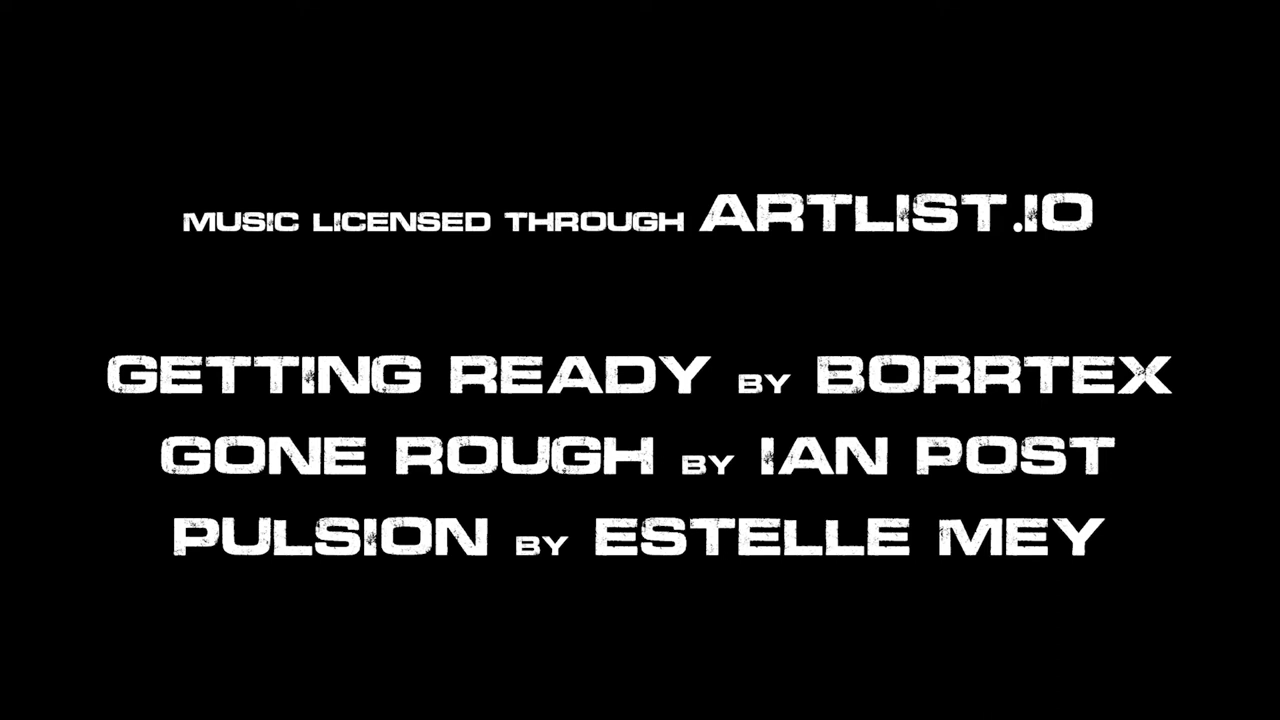 MUSIC LICENSED THROUGH ARTLIST.IO
GETTING READY BY BORRTEX
GONE ROUGH BY IAN POST
PULSION BY ESTELLE MEY